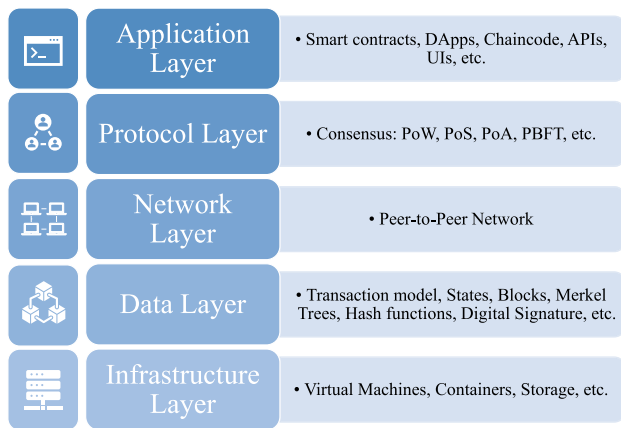 Application
Layer
• Smart contracts, DApps, Chaincode, APIs,
UIs, etc.
Protocol Layer
• Consensus: PoW, PoS, PoA, PBFT, etc.
Network
Layer
• Peer-to-Peer Network
Data Layer
• Transaction model, States, Blocks, Merkel
Trees, Hash functions, Digital Signature, etc.
Infrastructure
Layer
• Virtual Machines, Containers, Storage, etc.